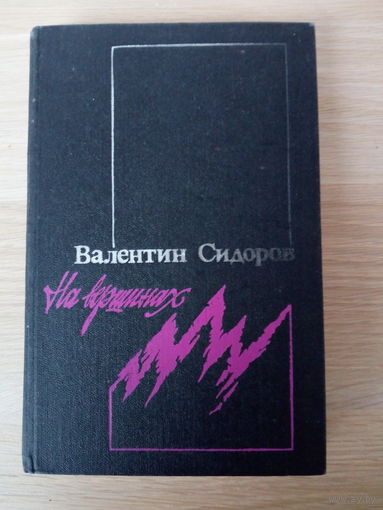 Валентин Сидоров
На вершинах